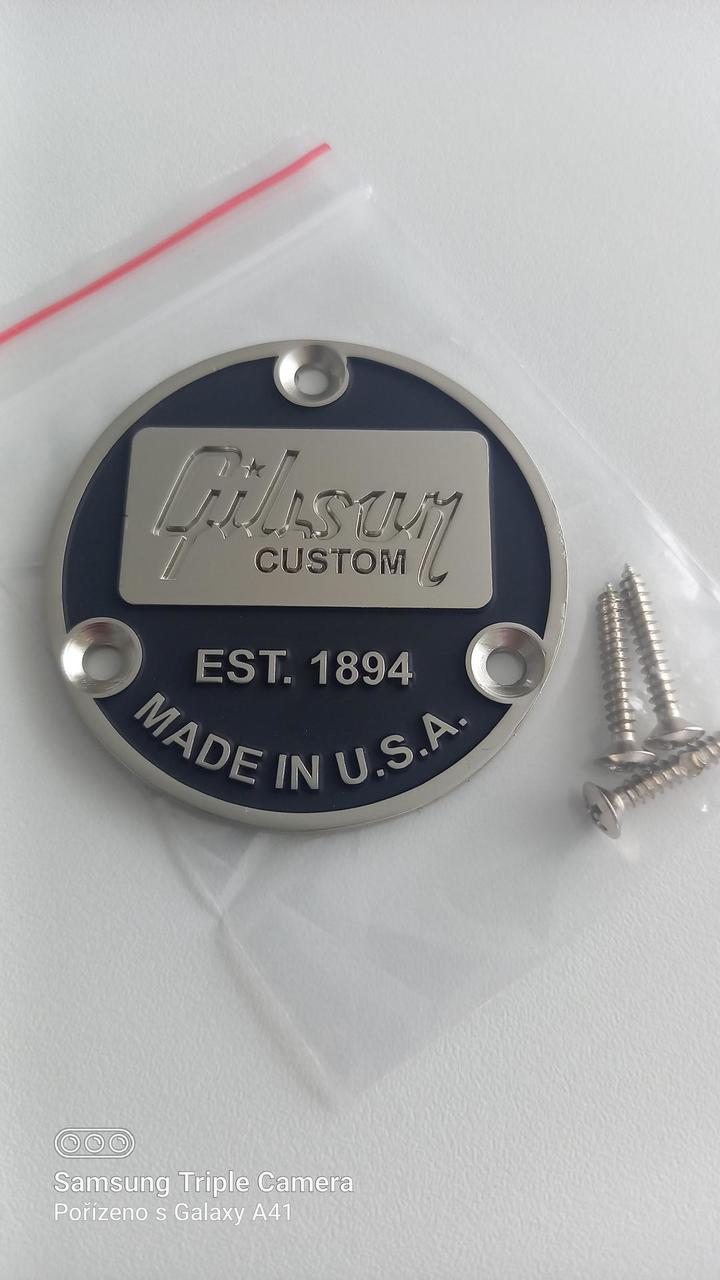 Gibson
CUSTOM
EST. 1894
MADE IN U.S.A.
Samsung Triple Camera
Pořízeno s Galaxy A41